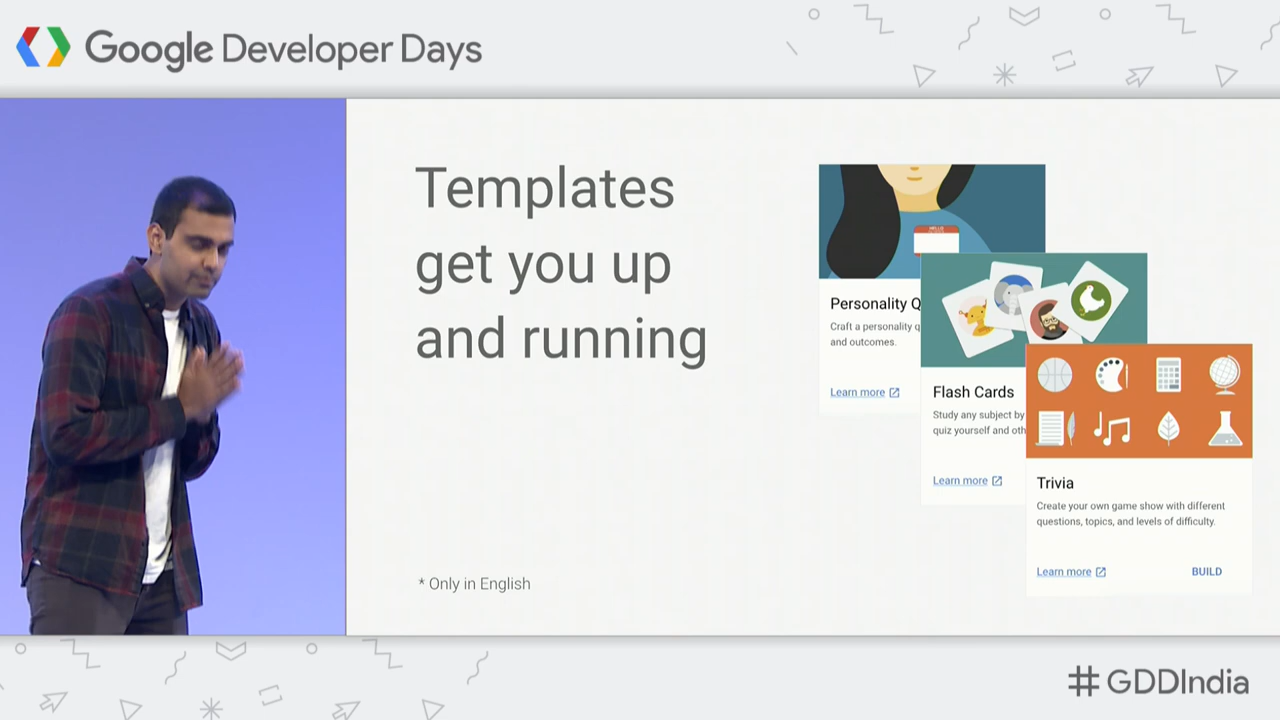 Google Developer Days
Templates
get you up
and running
* Only in English
HELLO
Personality Q
Craft a personality q
and outcomes.
Learn more
Flash Cards
Study any subject by
quiz yourself and oth
Learn more
Trivia
Create your own game show with different
questions, topics, and levels of difficulty.
Learn more
BUILD
# GDDIndia